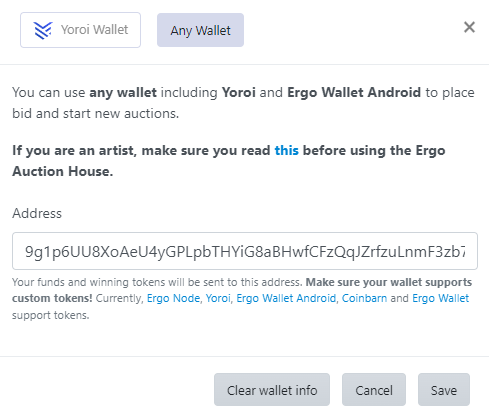 Yoroi Wallet
Any Wallet
×
You can use any wallet including Yoroi and Ergo Wallet Android to place
bid and start new auctions.
If you are an artist, make sure you read this before using the Ergo
Auction House.
Address
9g1p6UU8XoAeU4yGPLpbTHYiG8aBHwfCFzQqJZrfzuLnmF3zb7
Your funds and winning tokens will be sent to this address. Make sure your wallet supports
custom tokens! Currently, Ergo Node, Yoroi, Ergo Wallet Android, Coinbarn and Ergo Wallet
support tokens.
Clear wallet info
Cancel
Save